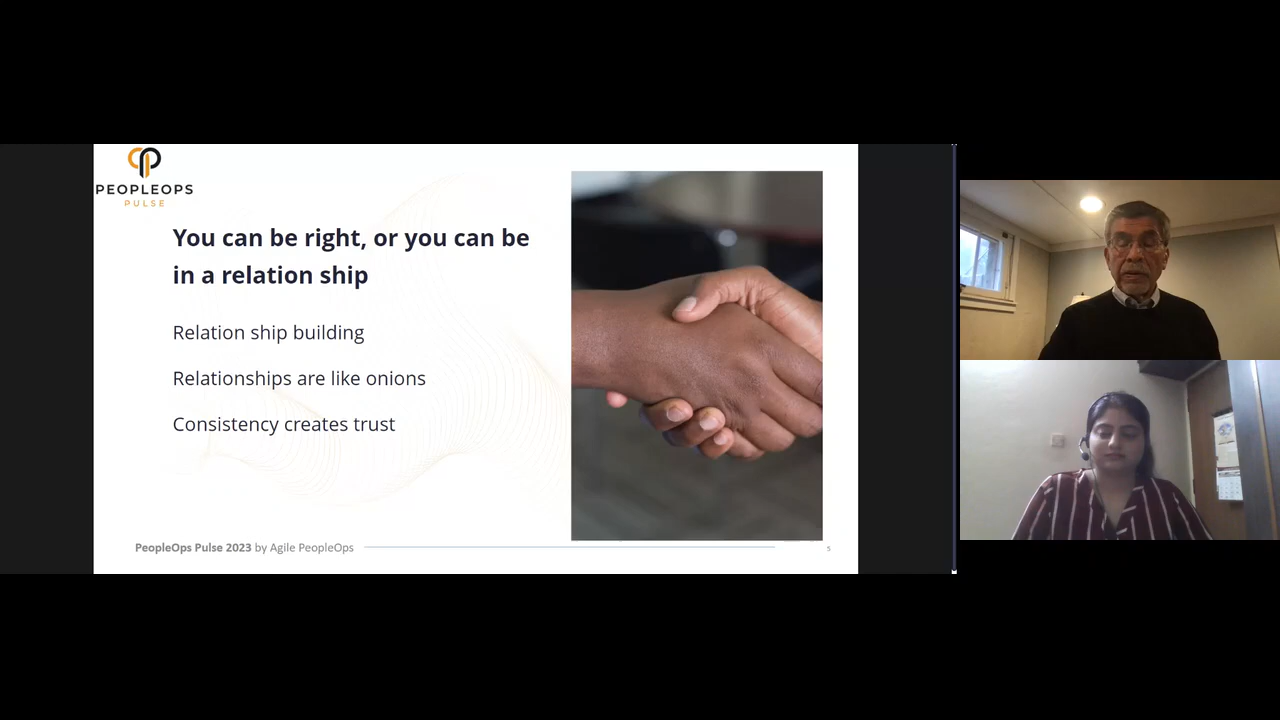 PEOPLEOPS
PULSE
You can be right, or you can be
in a relation ship
Relation ship building
Relationships are like onions
Consistency creates trust
PeopleOps Pulse 2023 by Agile PeopleOps
5